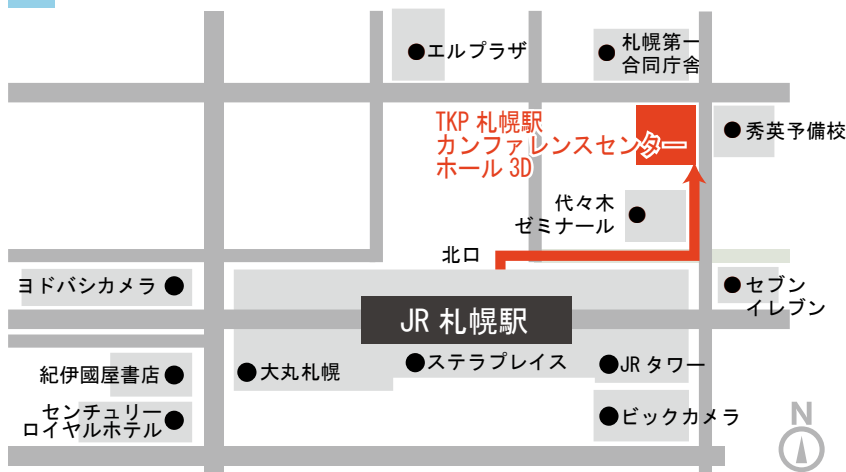 エルプラザ
札幌第一
合同庁舎
TKP 札幌駅
カンファレンスセンター
ホール 3D
秀英予備校
代々木
ゼミナール
北口
ヨドバシカメラ
セブン
イレブン
JR 札幌駅
紀伊國屋書店
大丸札幌
ステラプレイス
JR タワー
センチュリー
ロイヤルホテル
ビックカメラ
N